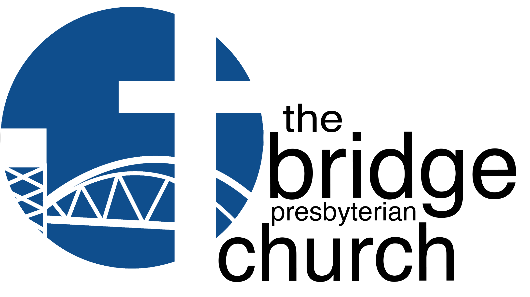 the
bridge
presbyterian
church